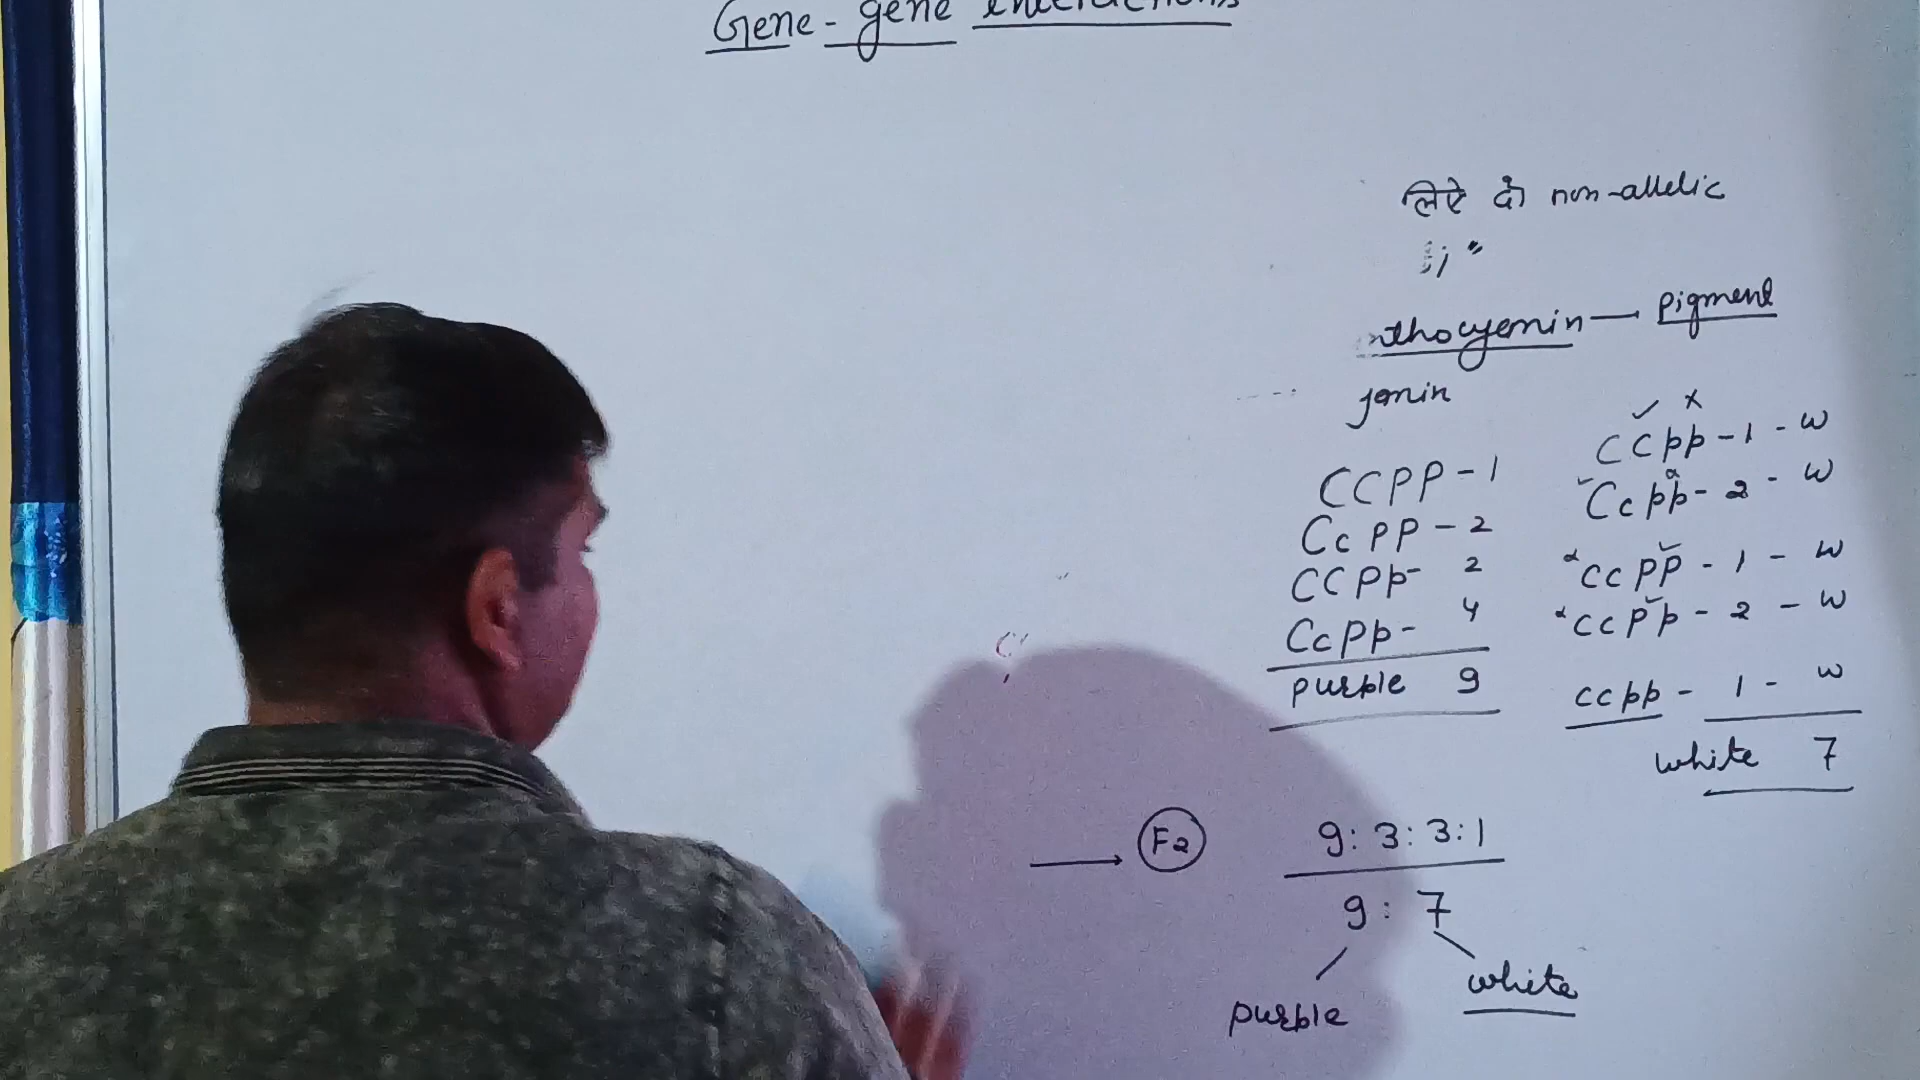 Gene-gene interactions
लिऐ दो non-allelic
nthocyanin — pigment
yanin
CCPP - 1
CcPP - 2
CCPp - 2
CcPp - 4
purple 9
✓ x
CCpp - 1 - w
Ccpp - 2 - w
ccPP - 1 - w
ccPp - 2 - w
ccpp - 1 - w
white 7
→ F2 9 : 3 : 3 : 1
9 : 7
purple white